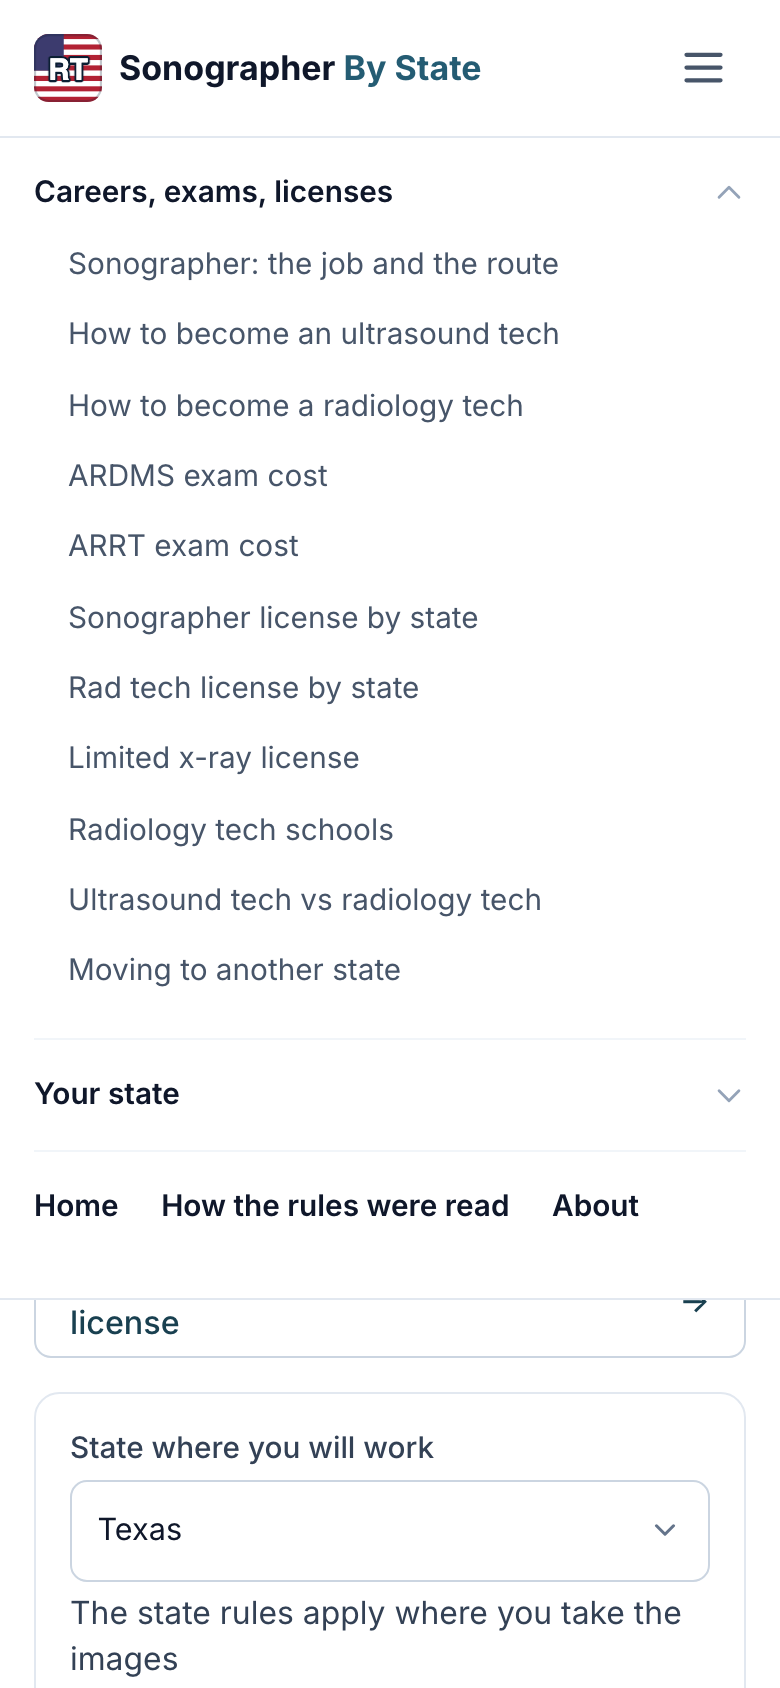 RT
Sonographer By State
Careers, exams, licenses
Sonographer: the job and the route
How to become an ultrasound tech
How to become a radiology tech
ARDMS exam cost
ARRT exam cost
Sonographer license by state
Rad tech license by state
Limited x-ray license
Radiology tech schools
Ultrasound tech vs radiology tech
Moving to another state
Your state
Home How the rules were read About
license
State where you will work
Texas
The state rules apply where you take the
images